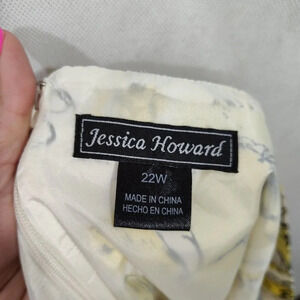 Jessica Howard
22W
MADE IN CHINA
HECHO EN CHINA